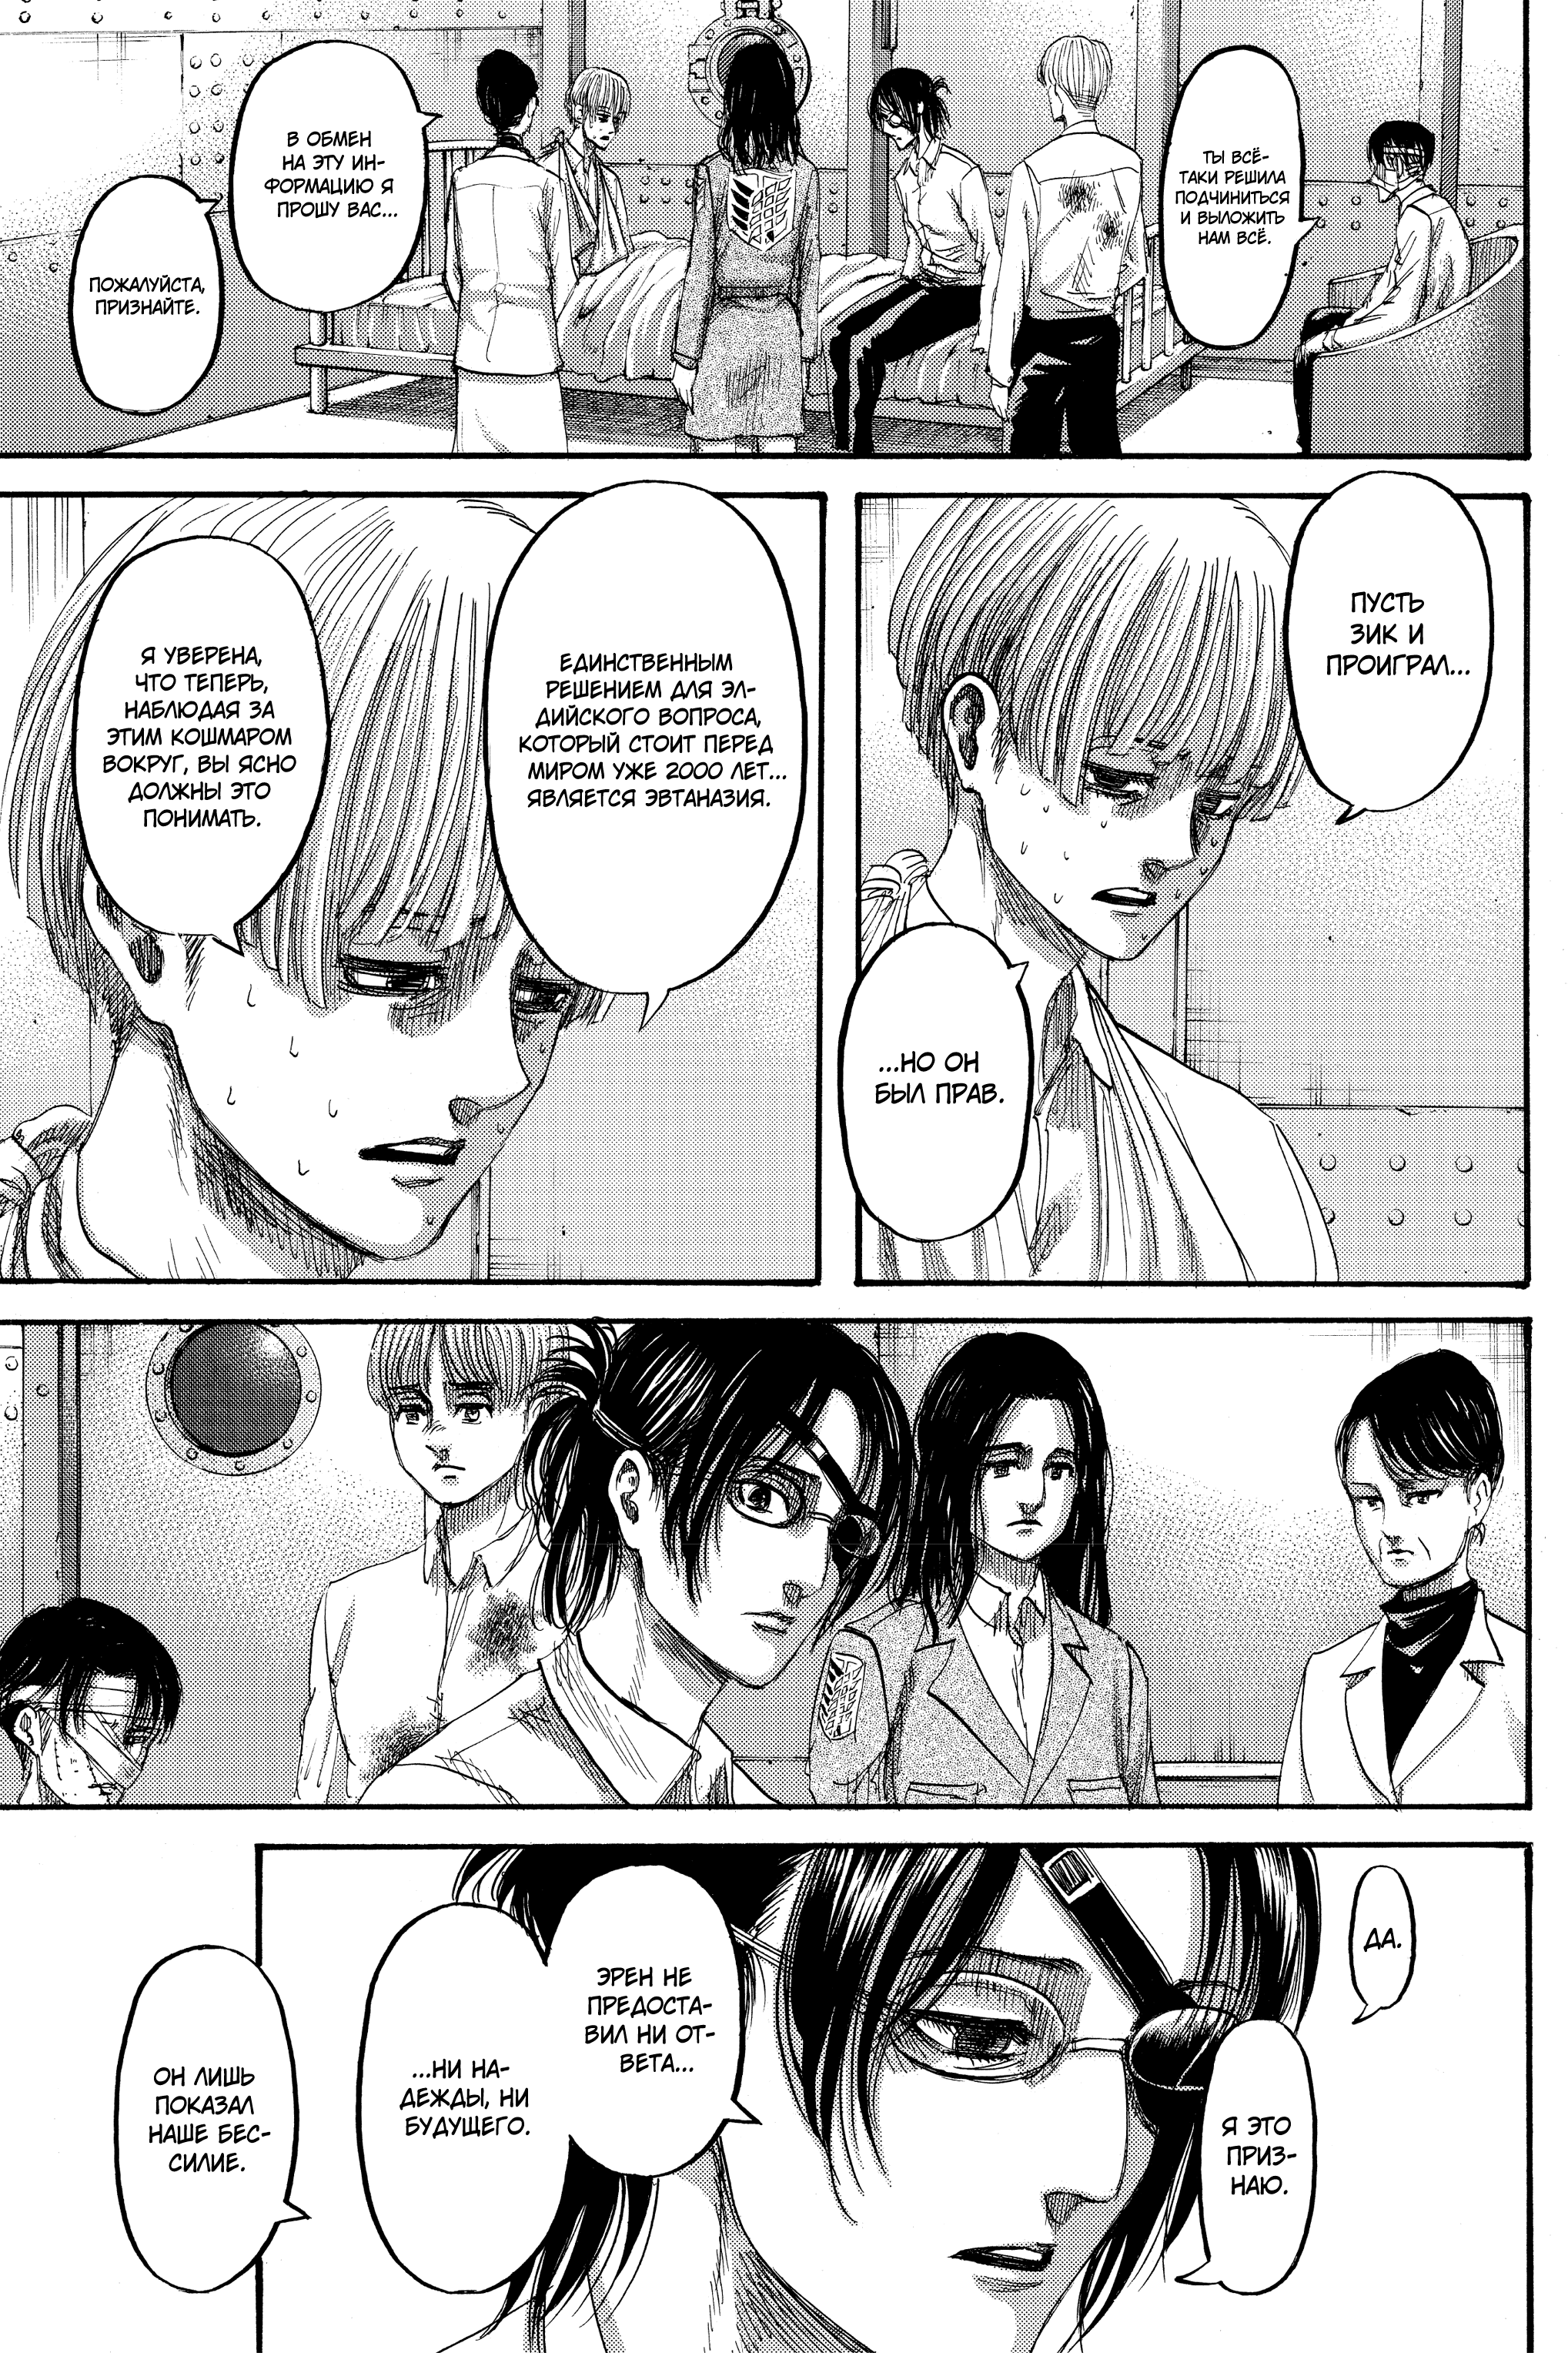 ТЫ ВСЁ-
ТАКИ РЕШИЛА
ПОДЧИНИТЬСЯ
И ВЫЛОЖИТЬ
НАМ ВСЁ.
В ОБМЕН
НА ЭТУ ИН-
ФОРМАЦИЮ Я
ПРОШУ ВАС...
ПОЖАЛУЙСТА,
ПРИЗНАЙТЕ.
ПУСТЬ
ЗИК И
ПРОИГРАЛ...
...НО ОН
БЫЛ ПРАВ.
ЕДИНСТВЕННЫМ
РЕШЕНИЕМ ДЛЯ ЭЛ-
ДИЙСКОГО ВОПРОСА,
КОТОРЫЙ СТОИТ ПЕРЕД
МИРОМ УЖЕ 2000 ЛЕТ...
ЯВЛЯЕТСЯ ЭВТАНАЗИЯ.
Я УВЕРЕНА,
ЧТО ТЕПЕРЬ,
НАБЛЮДАЯ ЗА
ЭТИМ КОШМАРОМ
ВОКРУГ, ВЫ ЯСНО
ДОЛЖНЫ ЭТО
ПОНИМАТЬ.
ДА.
Я ЭТО
ПРИЗ-
НАЮ.
ЭРЕН НЕ
ПРЕДОСТА-
ВИЛ НИ ОТ-
ВЕТА...
...НИ НА-
ДЕЖДЫ, НИ
БУДУЩЕГО.
ОН ЛИШЬ
ПОКАЗАЛ
НАШЕ БЕС-
СИЛИЕ.